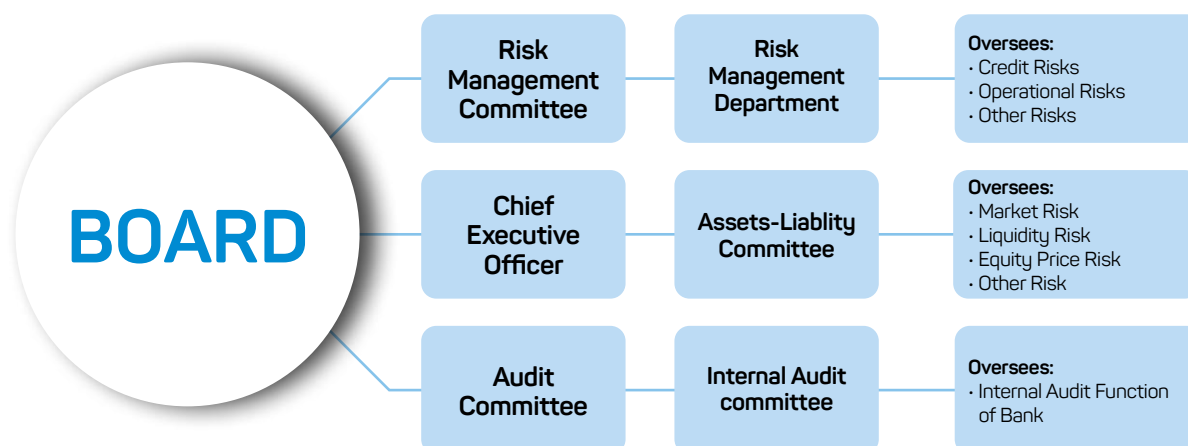 BOARD
Risk
Management
Committee
Risk
Management
Department
Oversees:
· Credit Risks
· Operational Risks
· Other Risks
Chief
Executive
Officer
Assets-Liablity
Committee
Oversees:
· Market Risk
· Liquidity Risk
· Equity Price Risk
· Other Risk
Audit
Committee
Internal Audit
committee
Oversees:
· Internal Audit Function
of Bank